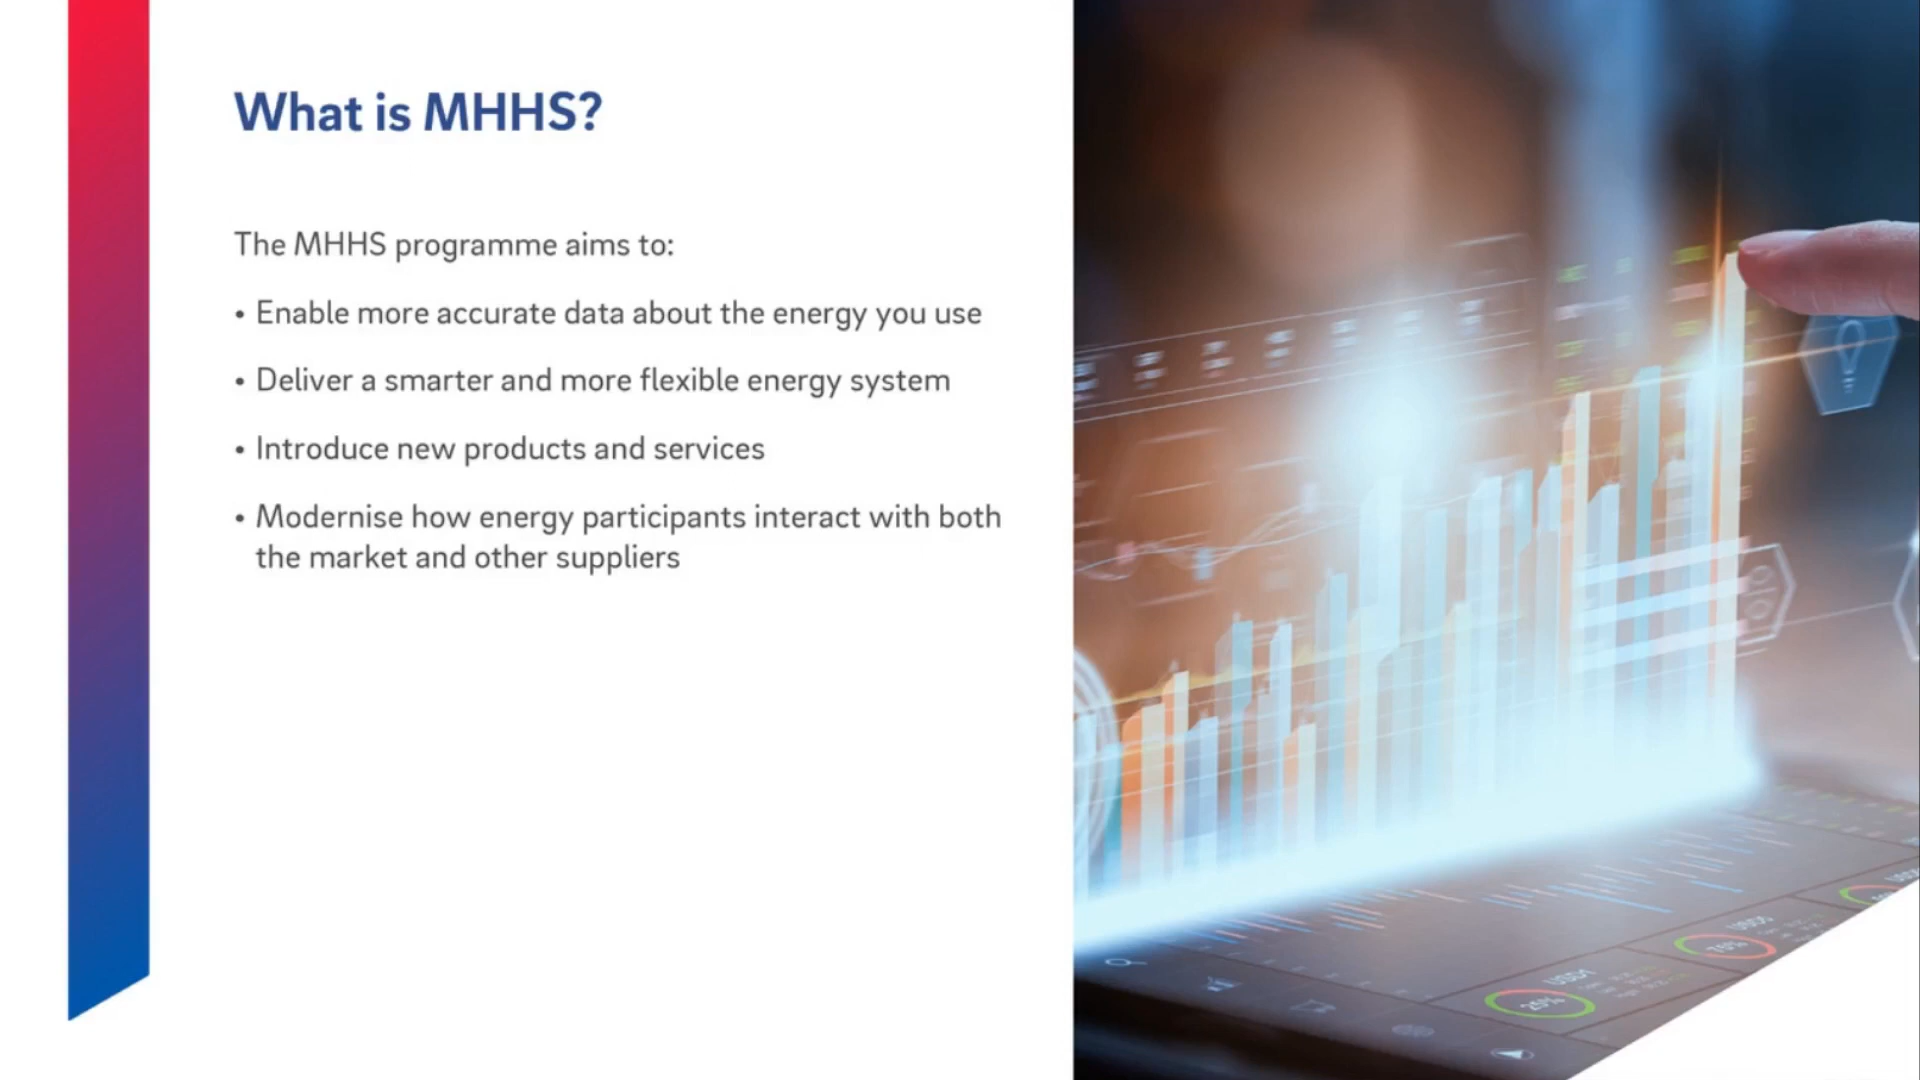 What is MHHS?
The MHHS programme aims to:
• Enable more accurate data about the energy you use
• Deliver a smarter and more flexible energy system
• Introduce new products and services
• Modernise how energy participants interact with both
the market and other suppliers
75%
25%